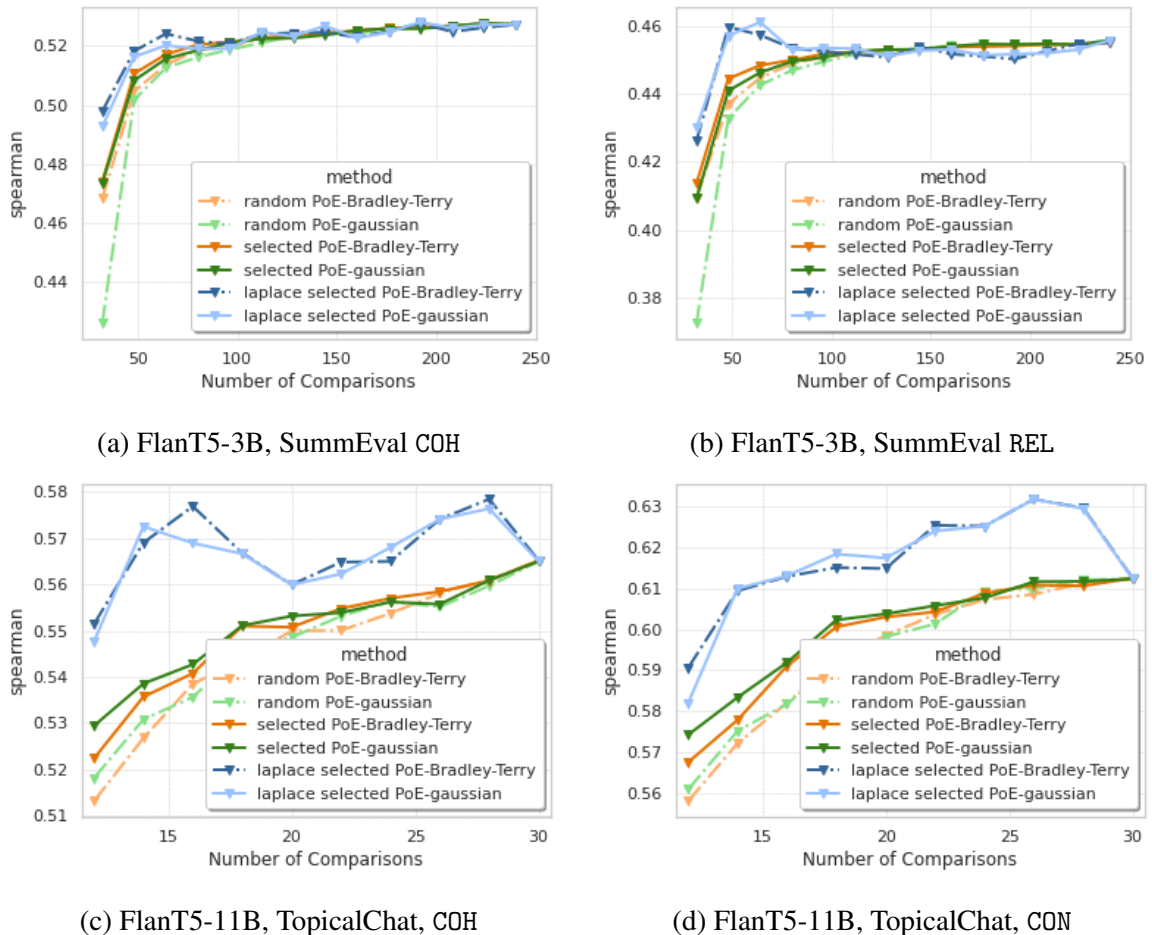 0.52
0.50
0.48
0.46
0.44
spearman
method
random PoE-Bradley-Terry
random PoE-gaussian
selected PoE-Bradley-Terry
selected PoE-gaussian
laplace selected PoE-Bradley-Terry
laplace selected PoE-gaussian
50 100 150 200 250
Number of Comparisons
(a) FlanT5-3B, SummEval COH
0.46
0.44
0.42
0.40
0.38
spearman
method
random PoE-Bradley-Terry
random PoE-gaussian
selected PoE-Bradley-Terry
selected PoE-gaussian
laplace selected PoE-Bradley-Terry
laplace selected PoE-gaussian
50 100 150 200 250
Number of Comparisons
(b) FlanT5-3B, SummEval REL
0.58
0.57
0.56
0.55
0.54
0.53
0.52
0.51
spearman
method
random PoE-Bradley-Terry
random PoE-gaussian
selected PoE-Bradley-Terry
selected PoE-gaussian
laplace selected PoE-Bradley-Terry
laplace selected PoE-gaussian
15 20 25 30
Number of Comparisons
(c) FlanT5-11B, TopicalChat, COH
0.63
0.62
0.61
0.60
0.59
0.58
0.57
0.56
spearman
method
random PoE-Bradley-Terry
random PoE-gaussian
selected PoE-Bradley-Terry
selected PoE-gaussian
laplace selected PoE-Bradley-Terry
laplace selected PoE-gaussian
15 20 25 30
Number of Comparisons
(d) FlanT5-11B, TopicalChat, CON